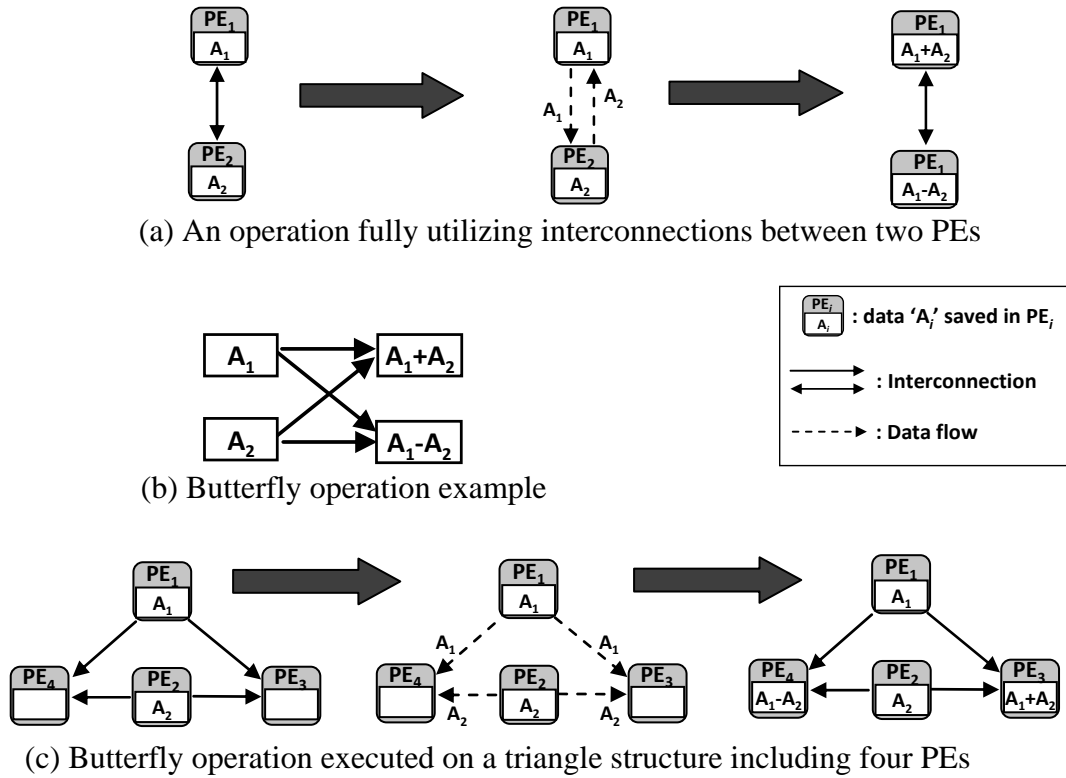 PE₁
A₁
PE₂
A₂
PE₁
A₁
A₁
A₂
PE₂
A₂
PE₁
A₁+A₂
PE₁
A₁-A₂
(a) An operation fully utilizing interconnections between two PEs
A₁
A₁+A₂
A₂
A₁-A₂
(b) Butterfly operation example
PEᵢ
Aᵢ
: data ‘Aᵢ’ saved in PEᵢ
: Interconnection
: Data flow
PE₁
A₁
PE₄
PE₂
A₂
PE₃
PE₁
A₁
A₁
A₁
PE₄
PE₂
A₂
PE₃
A₂
A₂
PE₁
A₁
PE₄
A₁-A₂
PE₂
A₂
PE₃
A₁+A₂
(c) Butterfly operation executed on a triangle structure including four PEs